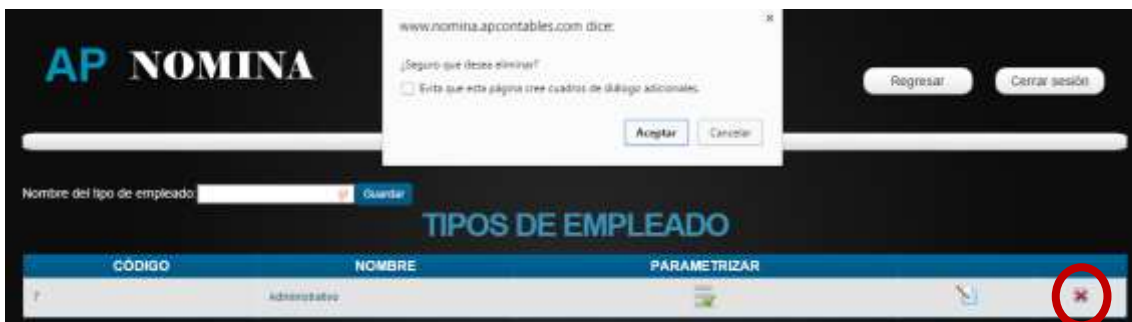 www.nomina.apcontables.com dice:
¿Seguro que desea eliminar?
Evita que esta página cree cuadros de diálogo adicionales.
Aceptar Cancelar
AP NOMINA
Regresar Cerrar sesión
Nombre del tipo de empleado: Guardar
TIPOS DE EMPLEADO
CÓDIGO NOMBRE PARAMETRIZAR
Administrativo